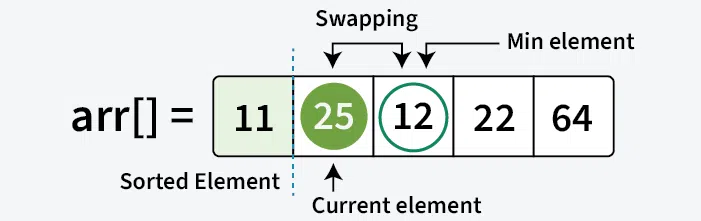 Swapping
Min element
arr[] = 11 25 12 22 64
Sorted Element
Current element